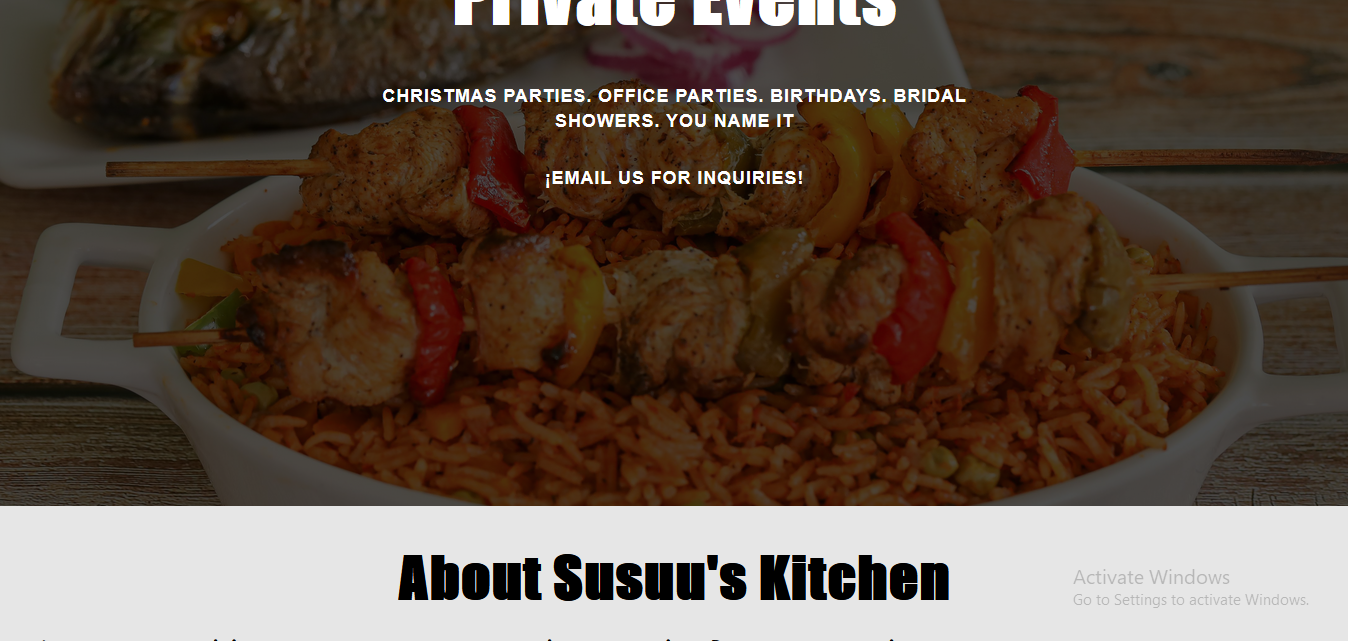 Private Events
CHRISTMAS PARTIES. OFFICE PARTIES. BIRTHDAYS. BRIDAL
SHOWERS. YOU NAME IT
¡EMAIL US FOR INQUIRIES!
About Susuu's Kitchen
Activate Windows
Go to Settings to activate Windows.